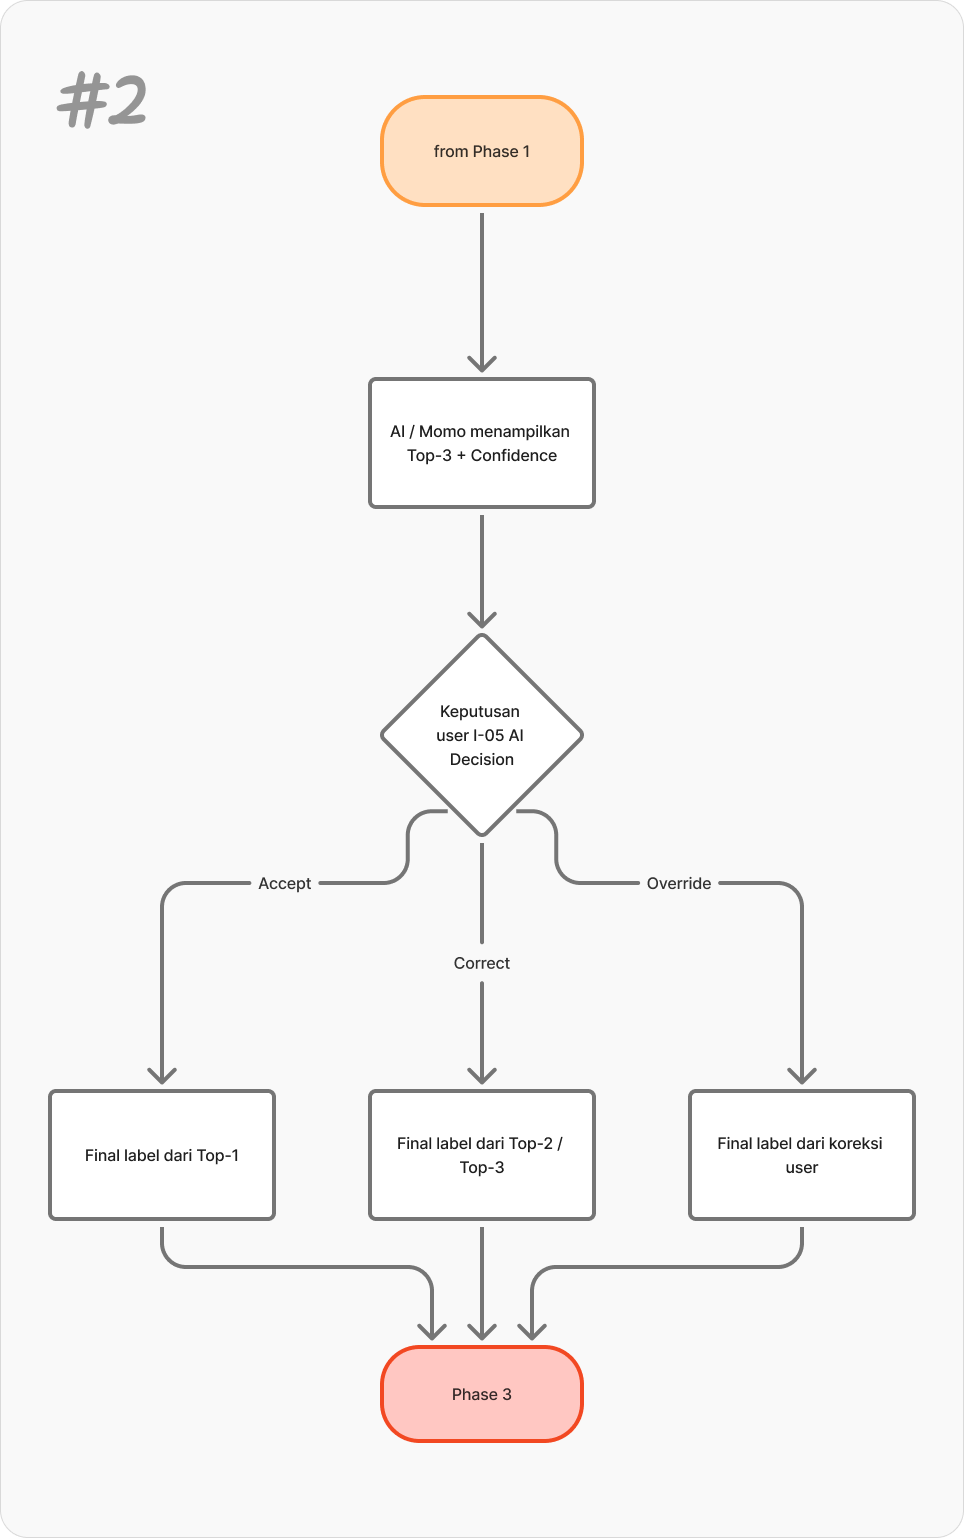 #2
from Phase 1
AI / Momo menampilkan
Top-3 + Confidence
Keputusan
user I-05 AI
Decision
Accept
Override
Correct
Final label dari Top-1
Final label dari Top-2 /
Top-3
Final label dari koreksi
user
Phase 3